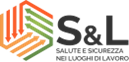 S&L
SALUTE E SICUREZZA
NEI LUOGHI DI LAVORO